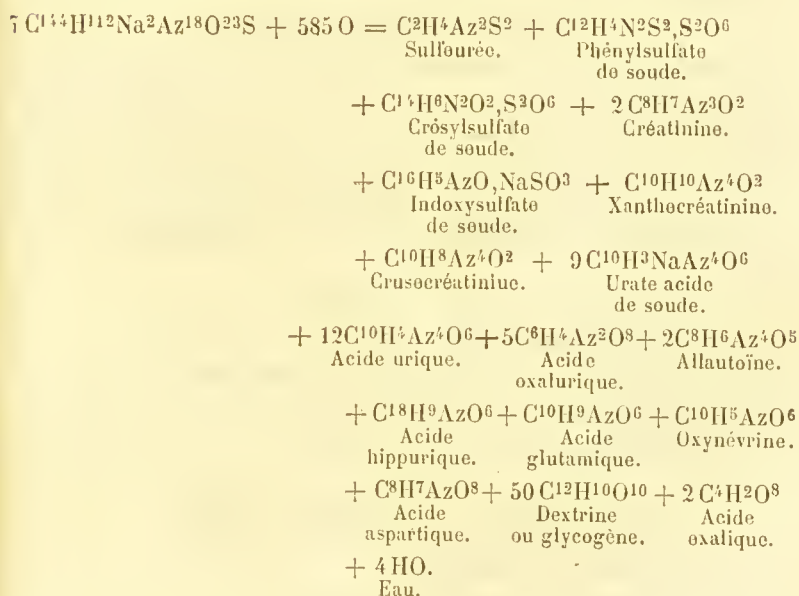 7 C¹⁴⁴H¹¹²Na²Az¹⁸O²³S + 585 O = C²H⁴Az²S² + C¹²H⁴N²S²,S²O⁶
Sulfourée. Phénylsulfate
de soude.
+ C¹⁴H⁶N²O²,S²O⁶ + 2 C⁸H⁷Az³O²
Crésylsulfate Créatinine.
de soude.
+ C¹⁶H⁵AzO,NaSO³ + C¹⁰H¹⁰Az⁴O²
Indoxysulfate Xanthocréatinine.
de soude.
+ C¹⁰H⁸Az⁴O² + 9 C¹⁰H³NaAz⁴O⁶
Crusocréatinine. Urate acide
de soude.
+ 12C¹⁰H⁴Az⁴O⁶ + 5C⁶H⁴Az²O⁸ + 2C⁸H⁶Az⁴O⁵
Acide urique. Acide Allautoïne.
oxalurique.
+ C¹⁸H⁹AzO⁶ + C¹⁰H⁹AzO⁶ + C¹⁰H⁵AzO⁶
Acide Acide Oxynévrine.
hippurique. glutamique.
+ C⁸H⁷AzO⁸ + 50 C¹²H¹⁰O¹⁰ + 2 C⁴H²O⁸
Acide Dextrine Acide
aspartique. ou glycogène. oxalique.
+ 4 HO.
Eau.